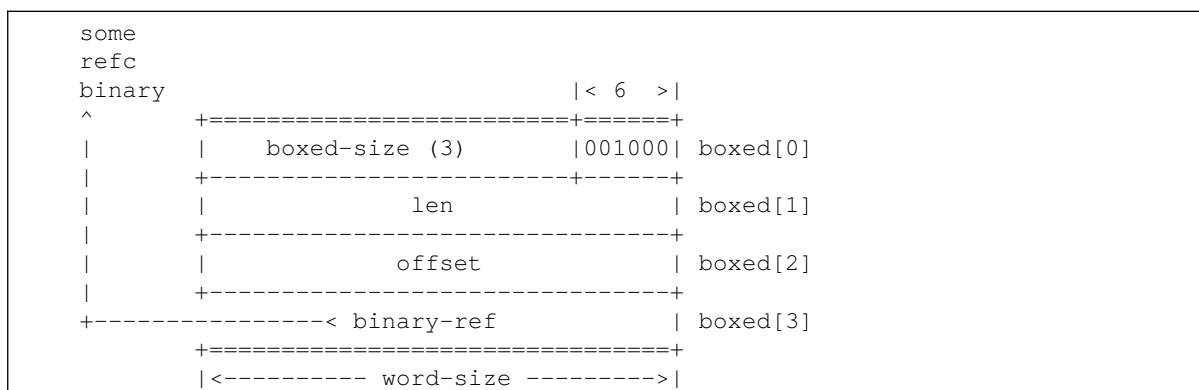 some
refc
binary                       |< 6  >|
^       +=========================+======+
|       |    boxed-size (3)       |001000| boxed[0]
|       +-------------------------+------+
|       |              len               | boxed[1]
|       +--------------------------------+
|       |             offset             | boxed[2]
|       +--------------------------------+
+----------------< binary-ref            | boxed[3]
        +================================+
        |<---------- word-size --------->|